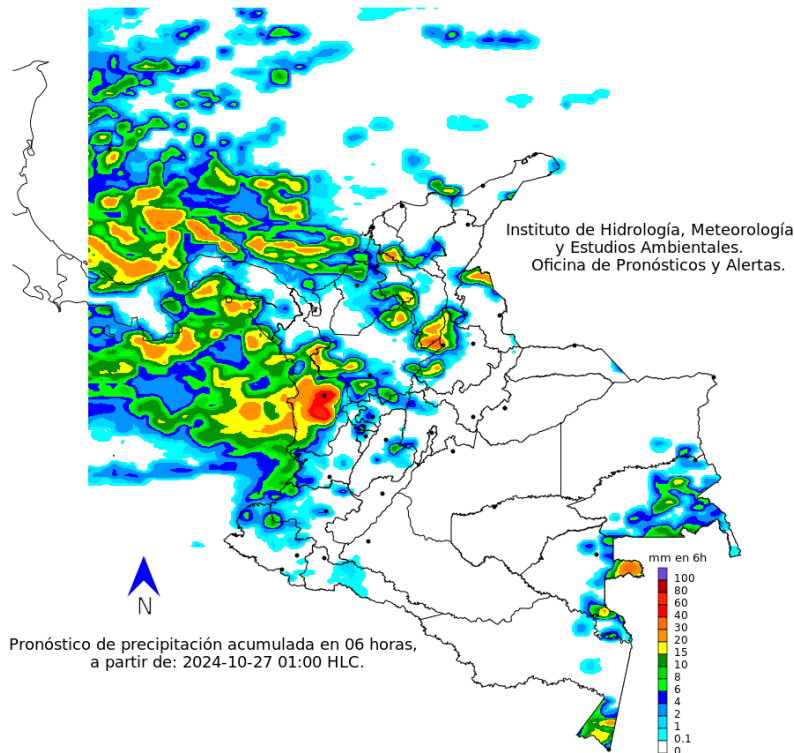 Instituto de Hidrología, Meteorología
y Estudios Ambientales.
Oficina de Pronósticos y Alertas.
mm en 6h
100
80
60
40
30
20
15
10
8
6
4
2
1
0.1
0
N
Pronóstico de precipitación acumulada en 06 horas,
a partir de: 2024-10-27 01:00 HLC.